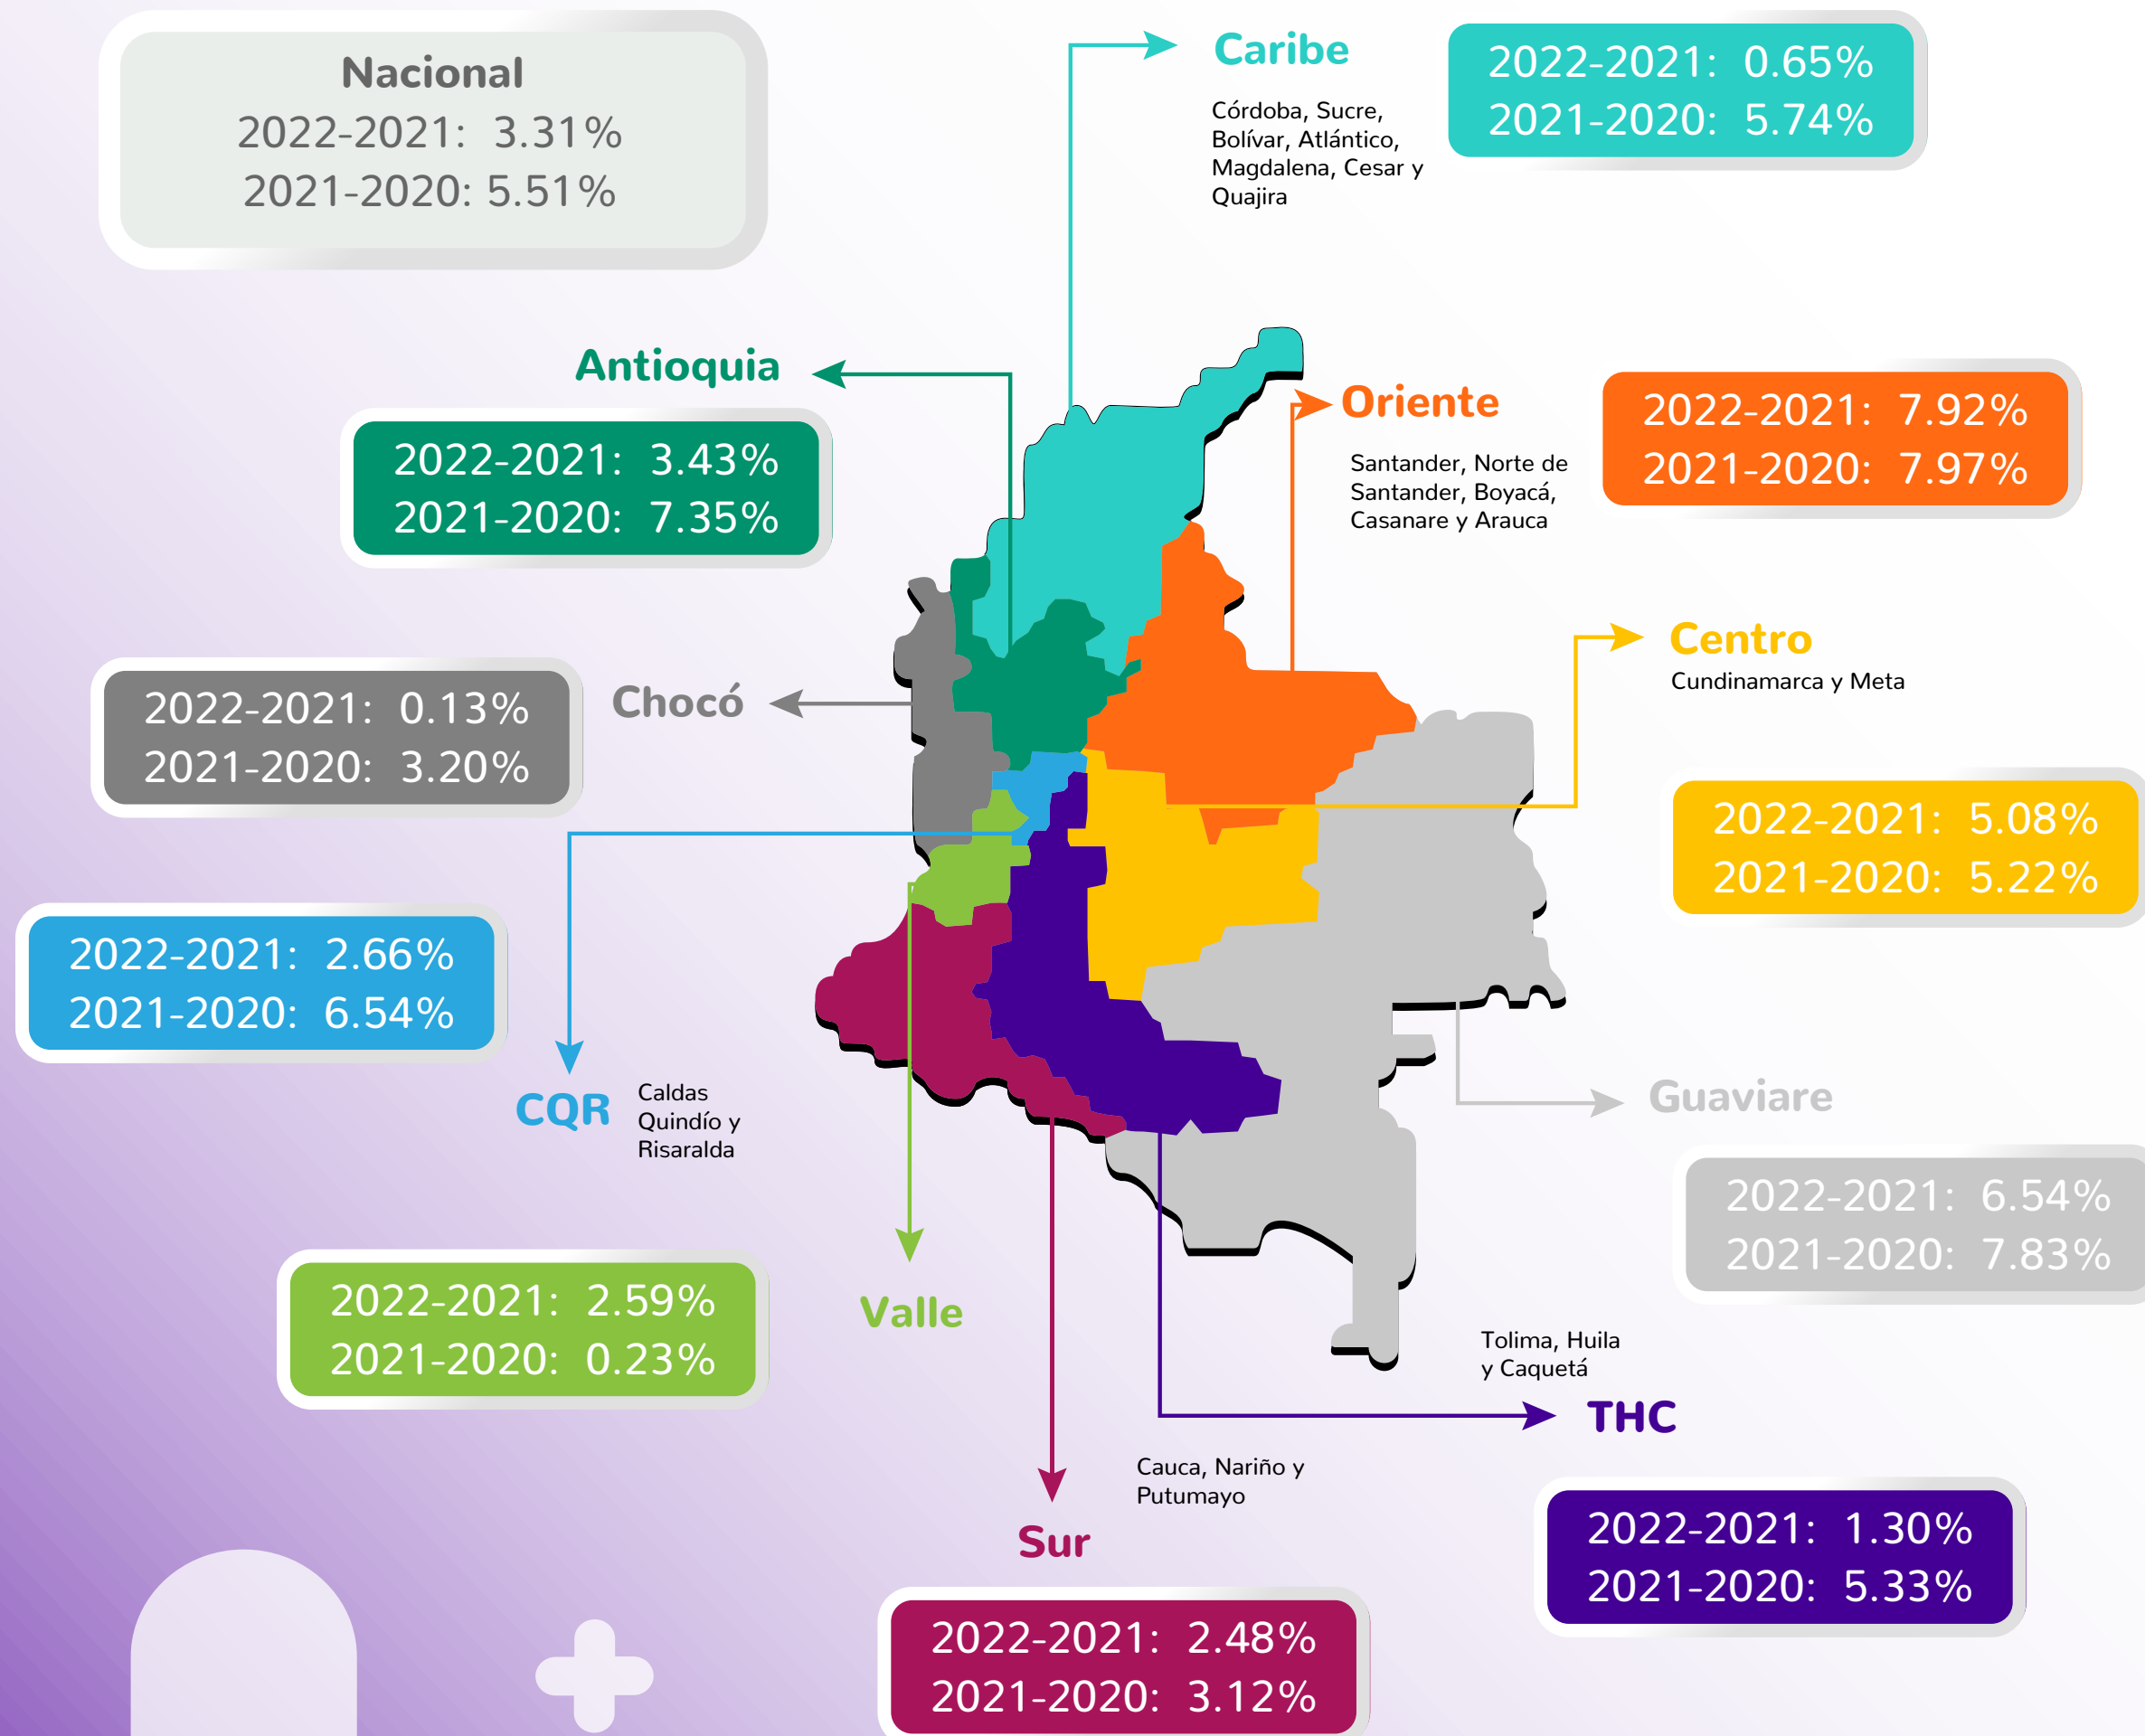 Nacional
2022-2021: 3.31%
2021-2020: 5.51%
Caribe
Córdoba, Sucre,
Bolívar, Atlántico,
Magdalena, Cesar y
Quajira
2022-2021: 0.65%
2021-2020: 5.74%
Antioquia
2022-2021: 3.43%
2021-2020: 7.35%
Oriente
Santander, Norte de
Santander, Boyacá,
Casanare y Arauca
2022-2021: 7.92%
2021-2020: 7.97%
Chocó
2022-2021: 0.13%
2021-2020: 3.20%
Centro
Cundinamarca y Meta
2022-2021: 5.08%
2021-2020: 5.22%
2022-2021: 2.66%
2021-2020: 6.54%
CQR
Caldas
Quindío y
Risaralda
Guaviare
2022-2021: 6.54%
2021-2020: 7.83%
Valle
2022-2021: 2.59%
2021-2020: 0.23%
Tolima, Huila
y Caquetá
THC
2022-2021: 1.30%
2021-2020: 5.33%
Cauca, Nariño y
Putumayo
Sur
2022-2021: 2.48%
2021-2020: 3.12%